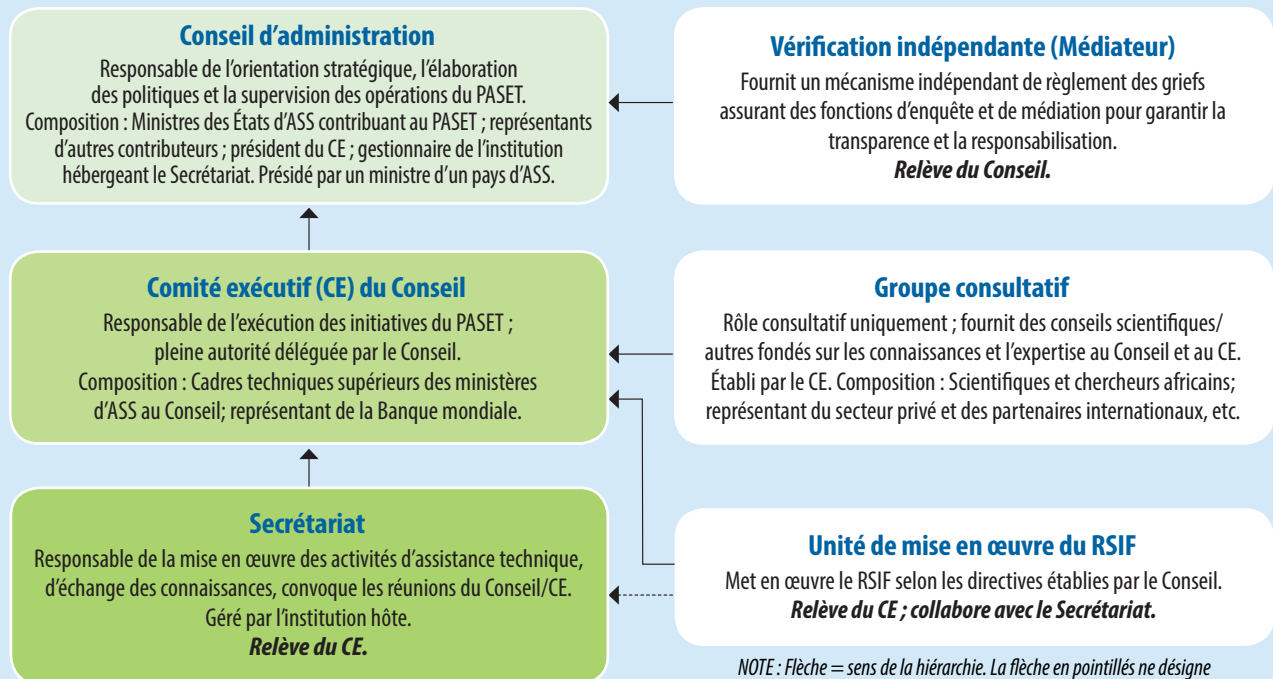 Conseil d'administration
Responsable de l'orientation stratégique, l'élaboration
des politiques et la supervision des opérations du PASET.
Composition : Ministres des États d'ASS contribuant au PASET ; représentants
d'autres contributeurs ; président du CE ; gestionnaire de l'institution
hébergeant le Secrétariat. Présidé par un ministre d'un pays d'ASS.
Vérification indépendante (Médiateur)
Fournit un mécanisme indépendant de règlement des griefs
assurant des fonctions d'enquête et de médiation pour garantir la
transparence et la responsabilisation.
Relève du Conseil.
Comité exécutif (CE) du Conseil
Responsable de l'exécution des initiatives du PASET ;
pleine autorité déléguée par le Conseil.
Composition : Cadres techniques supérieurs des ministères
d'ASS au Conseil; représentant de la Banque mondiale.
Groupe consultatif
Rôle consultatif uniquement ; fournit des conseils scientifiques/
autres fondés sur les connaissances et l'expertise au Conseil et au CE.
Établi par le CE. Composition : Scientifiques et chercheurs africains;
représentant du secteur privé et des partenaires internationaux, etc.
Secrétariat
Responsable de la mise en œuvre des activités d'assistance technique,
d'échange des connaissances, convoque les réunions du Conseil/CE.
Géré par l'institution hôte.
Relève du CE.
Unité de mise en œuvre du RSIF
Met en œuvre le RSIF selon les directives établies par le Conseil.
Relève du CE ; collabore avec le Secrétariat.
NOTE : Flèche = sens de la hiérarchie. La flèche en pointillés ne désigne